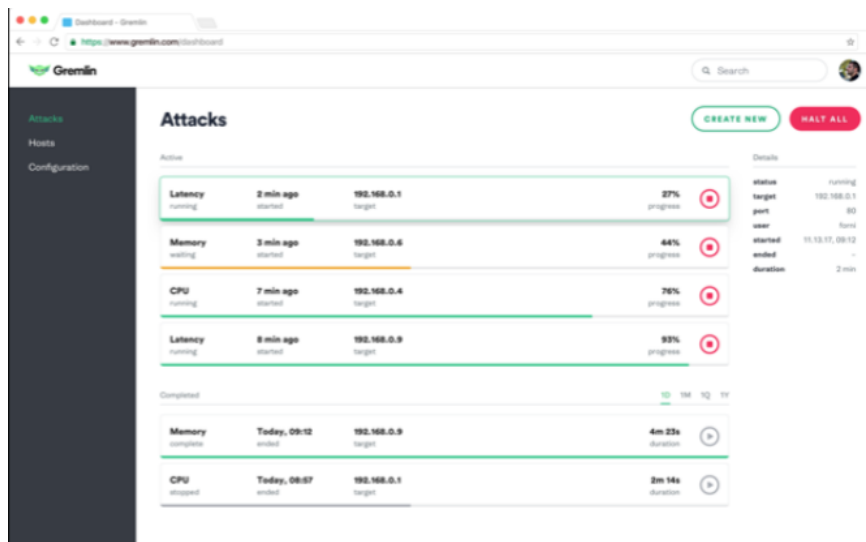 Dashboard - Gremlin
https://www.gremlin.com/dashboard
Gremlin
Search
Attacks
Hosts
Configuration
Attacks
CREATE NEW
HALT ALL
Active
Latency 2 min ago 192.168.0.1 27%
running started target progress
Memory 3 min ago 192.168.0.6 44%
waiting started target progress
CPU 7 min ago 192.168.0.4 76%
running started target progress
Latency 8 min ago 192.168.0.9 93%
running started target progress
Completed 1D 1M 1Q 1Y
Memory Today, 09:12 192.168.0.9 4m 23s
complete ended target duration
CPU Today, 08:57 192.168.0.1 2m 14s
stopped ended target duration
Details
status running
target 192.168.0.1
port 80
user forni
started 11.13.17, 09:12
ended -
duration 2 min